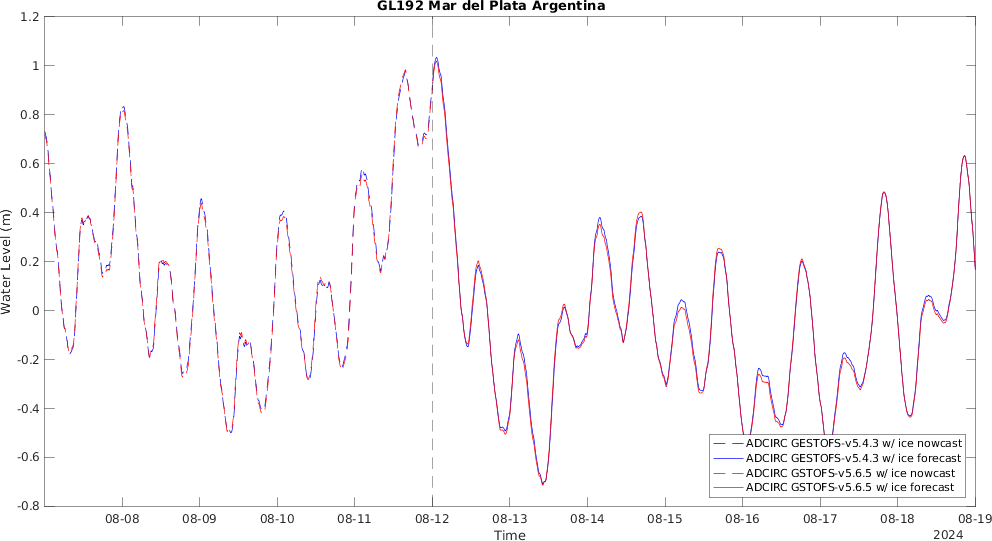 GL192 Mar del Plata Argentina
1.2
1
0.8
0.6
0.4
0.2
0
-0.2
-0.4
-0.6
-0.8
Water Level (m)
08-08 08-09 08-10 08-11 08-12 08-13 08-14 08-15 08-16 08-17 08-18 08-19
Time
2024
ADCIRC GESTOFS-v5.4.3 w/ ice nowcast
ADCIRC GESTOFS-v5.4.3 w/ ice forecast
ADCIRC GSTOFS-v5.6.5 w/ ice nowcast
ADCIRC GSTOFS-v5.6.5 w/ ice forecast